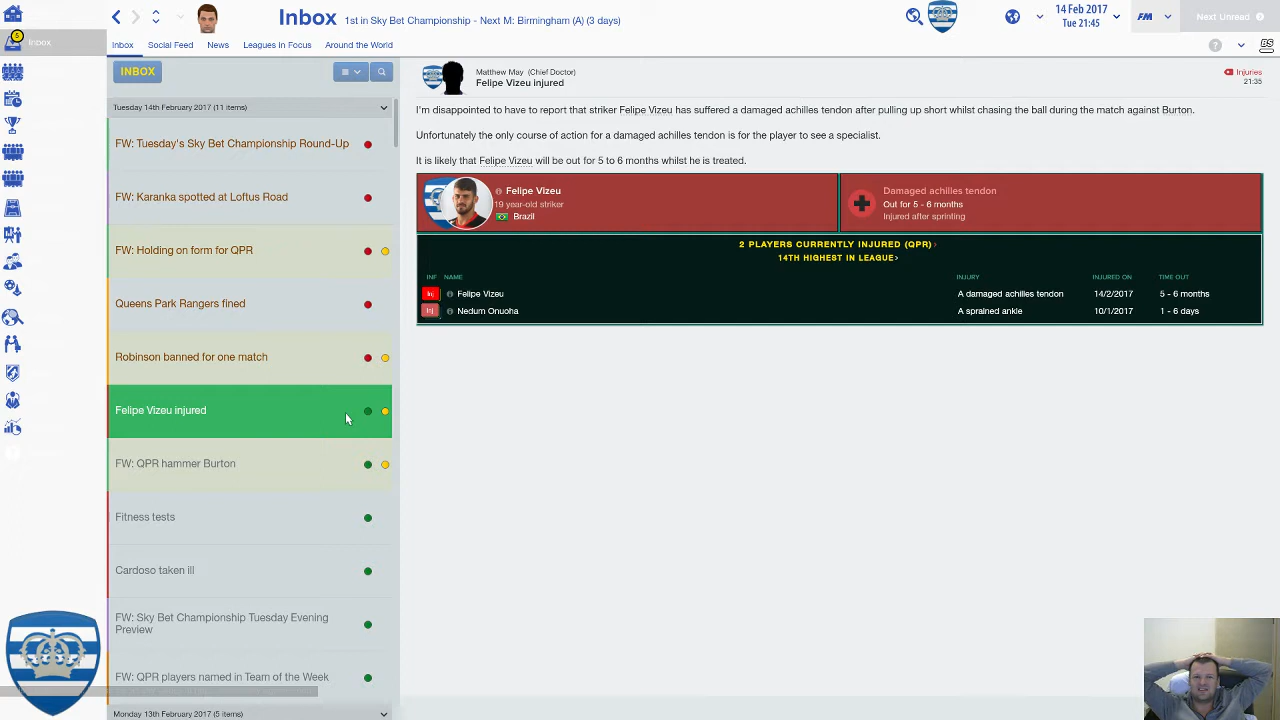 Inbox
1st in Sky Bet Championship - Next M: Birmingham (A) (3 days)
14 Feb 2017
Tue 21:45
FM
Next Unread
5
Inbox
Inbox
Social Feed
News
Leagues In Focus
Around the World
?
INBOX
Tuesday 14th February 2017 (11 items)
FW: Tuesday's Sky Bet Championship Round-Up
FW: Karanka spotted at Loftus Road
FW: Holding on form for QPR
Queens Park Rangers fined
Robinson banned for one match
Felipe Vizeu injured
FW: QPR hammer Burton
Fitness tests
Cardoso taken ill
FW: Sky Bet Championship Tuesday Evening
Preview
FW: QPR players named in Team of the Week
Monday 13th February 2017 (5 items)
Matthew May (Chief Doctor)
Felipe Vizeu injured
Injuries
21:35
I'm disappointed to have to report that striker Felipe Vizeu has suffered a damaged achilles tendon after pulling up short whilst chasing the ball during the match against Burton.
Unfortunately the only course of action for a damaged achilles tendon is for the player to see a specialist.
It is likely that Felipe Vizeu will be out for 5 to 6 months whilst he is treated.
Felipe Vizeu
19 year-old striker
Brazil
Damaged achilles tendon
Out for 5 - 6 months
Injured after sprinting
2 PLAYERS CURRENTLY INJURED (QPR) ›
14TH HIGHEST IN LEAGUE ›
INF NAME INJURY INJURED ON TIME OUT
Inj Felipe Vizeu A damaged achilles tendon 14/2/2017 5 - 6 months
Inj Nedum Onuoha A sprained ankle 10/1/2017 1 - 6 days